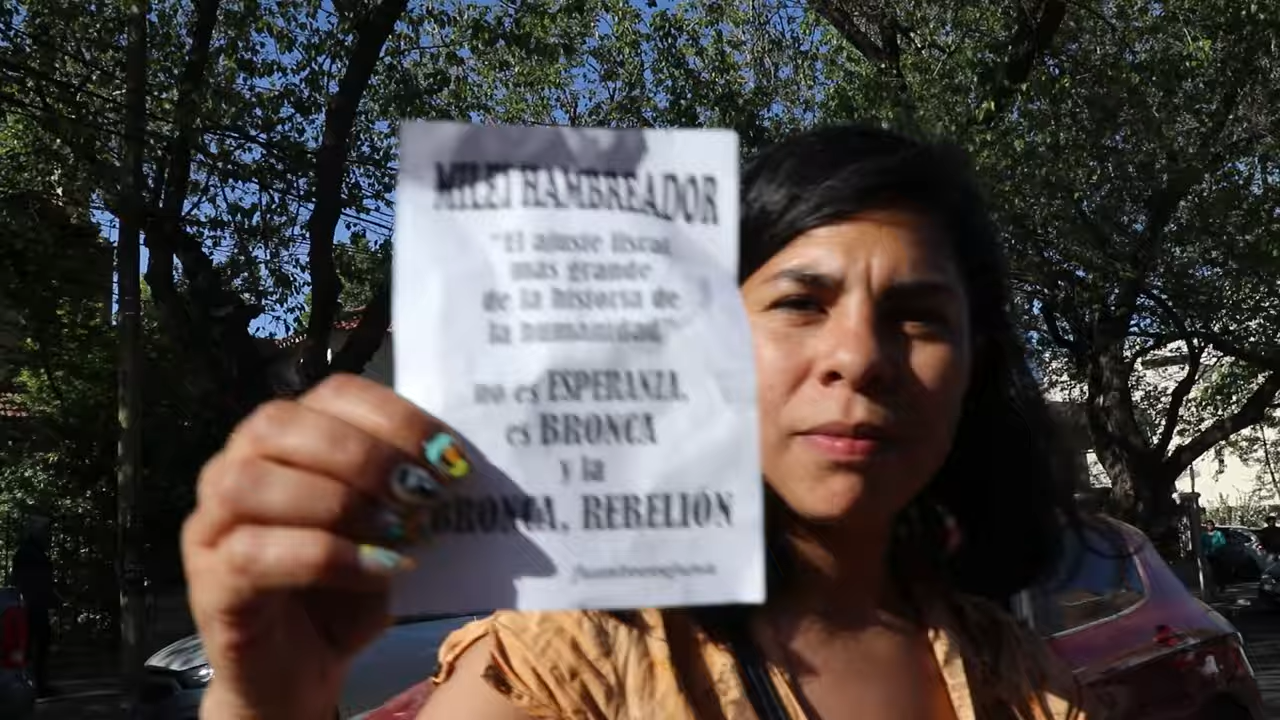 MILEI HAMBREADOR
"El ajuste fiscal
más grande
de la historia de
la humanidad"
no es ESPERANZA,
es BRONCA
y la
BRONCA, REBELIÓN